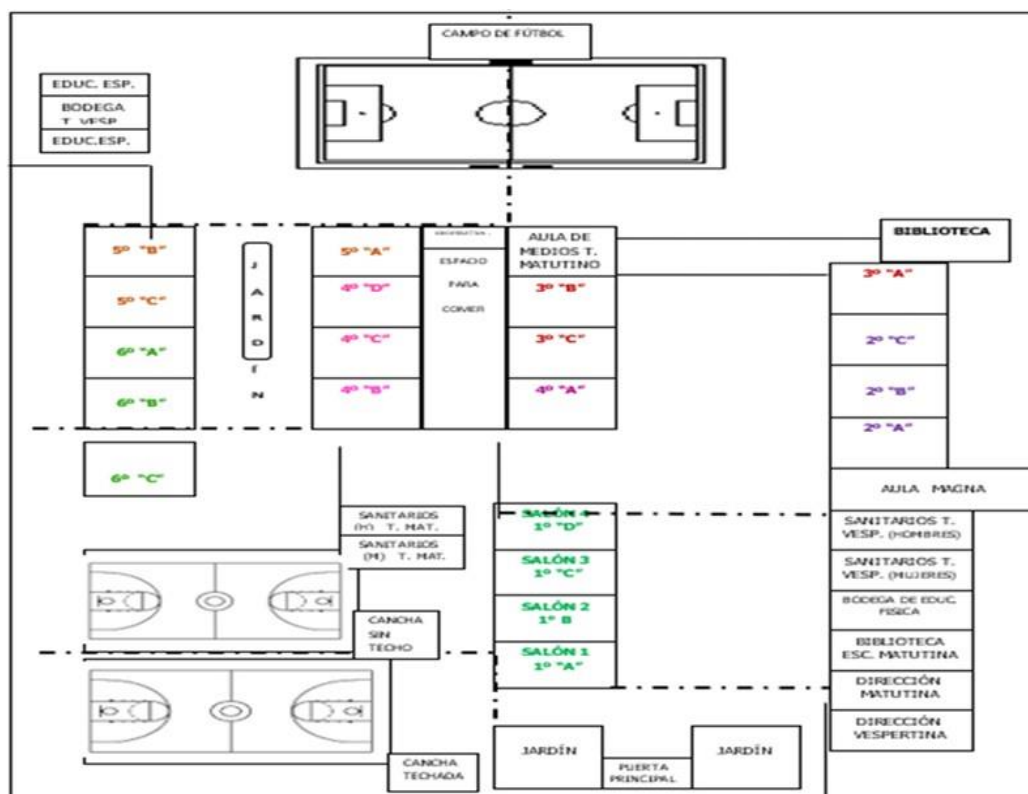 CAMPO DE FÚTBOL
EDUC. ESP.
BODEGA
T. VESP
EDUC.ESP.
5º "B"
5º "C"
6º "A"
6º "B"
6º "C"
JARDÍN
5º "A"
4º "D"
4º "C"
4º "B"
ESPACIO
PARA
COMER
AULA DE
MEDIOS T.
MATUTINO
3º "B"
3º "C"
4º "A"
BIBLIOTECA
3º "A"
2º "C"
2º "B"
2º "A"
AULA MAGNA
SANITARIOS T.
VESP. (HOMBRES)
SANITARIOS T.
VESP. (MUJERES)
BODEGA DE EDUC.
FISICA
BIBLIOTECA
ESC. MATUTINA
DIRECCIÓN
MATUTINA
DIRECCIÓN
VESPERTINA
SANITARIOS
(H) T. MAT.
SANITARIOS
(M) T. MAT.
SALÓN 4
1º "D"
SALÓN 3
1º "C"
SALÓN 2
1º B
SALÓN 1
1º "A"
CANCHA
SIN
TECHO
CANCHA
TECHADA
JARDÍN
PUERTA
PRINCIPAL
JARDÍN